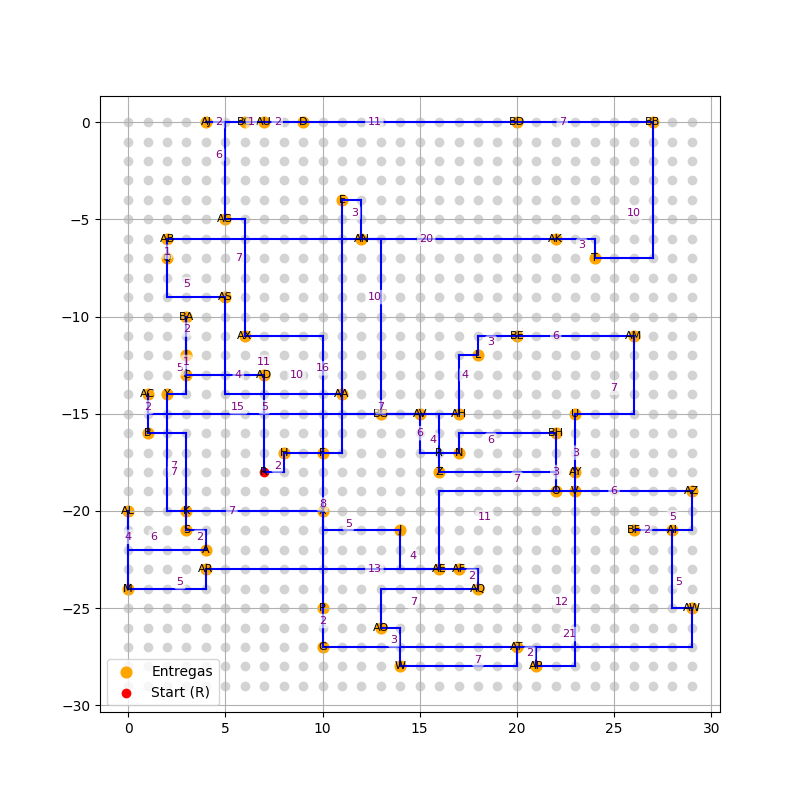 0
−5
−10
−15
−20
−25
−30
0
5
10
15
20
25
30
AJ
2
1
AU
2
D
11
BD
7
BB
6
AG
E
3
10
AB
AN
20
AK
3
T
1
7
5
AS
10
BA
2
AX
BE
6
AM
3
L
1
5
4
AD
11
10
16
4
7
AC
Y
AA
2
15
5
7
AV
AH
U
B
6
4
6
BH
3
H
2
R
N
7
7
Z
7
3
AY
O
V
6
AZ
AL
K
7
8
11
5
S
5
I
BF
2
AI
4
6
2
A
4
AR
13
AE
AF
2
5
M
5
AQ
7
12
P
AW
2
AO
3
21
G
AT
2
W
7
AP
Entregas
Start (R)